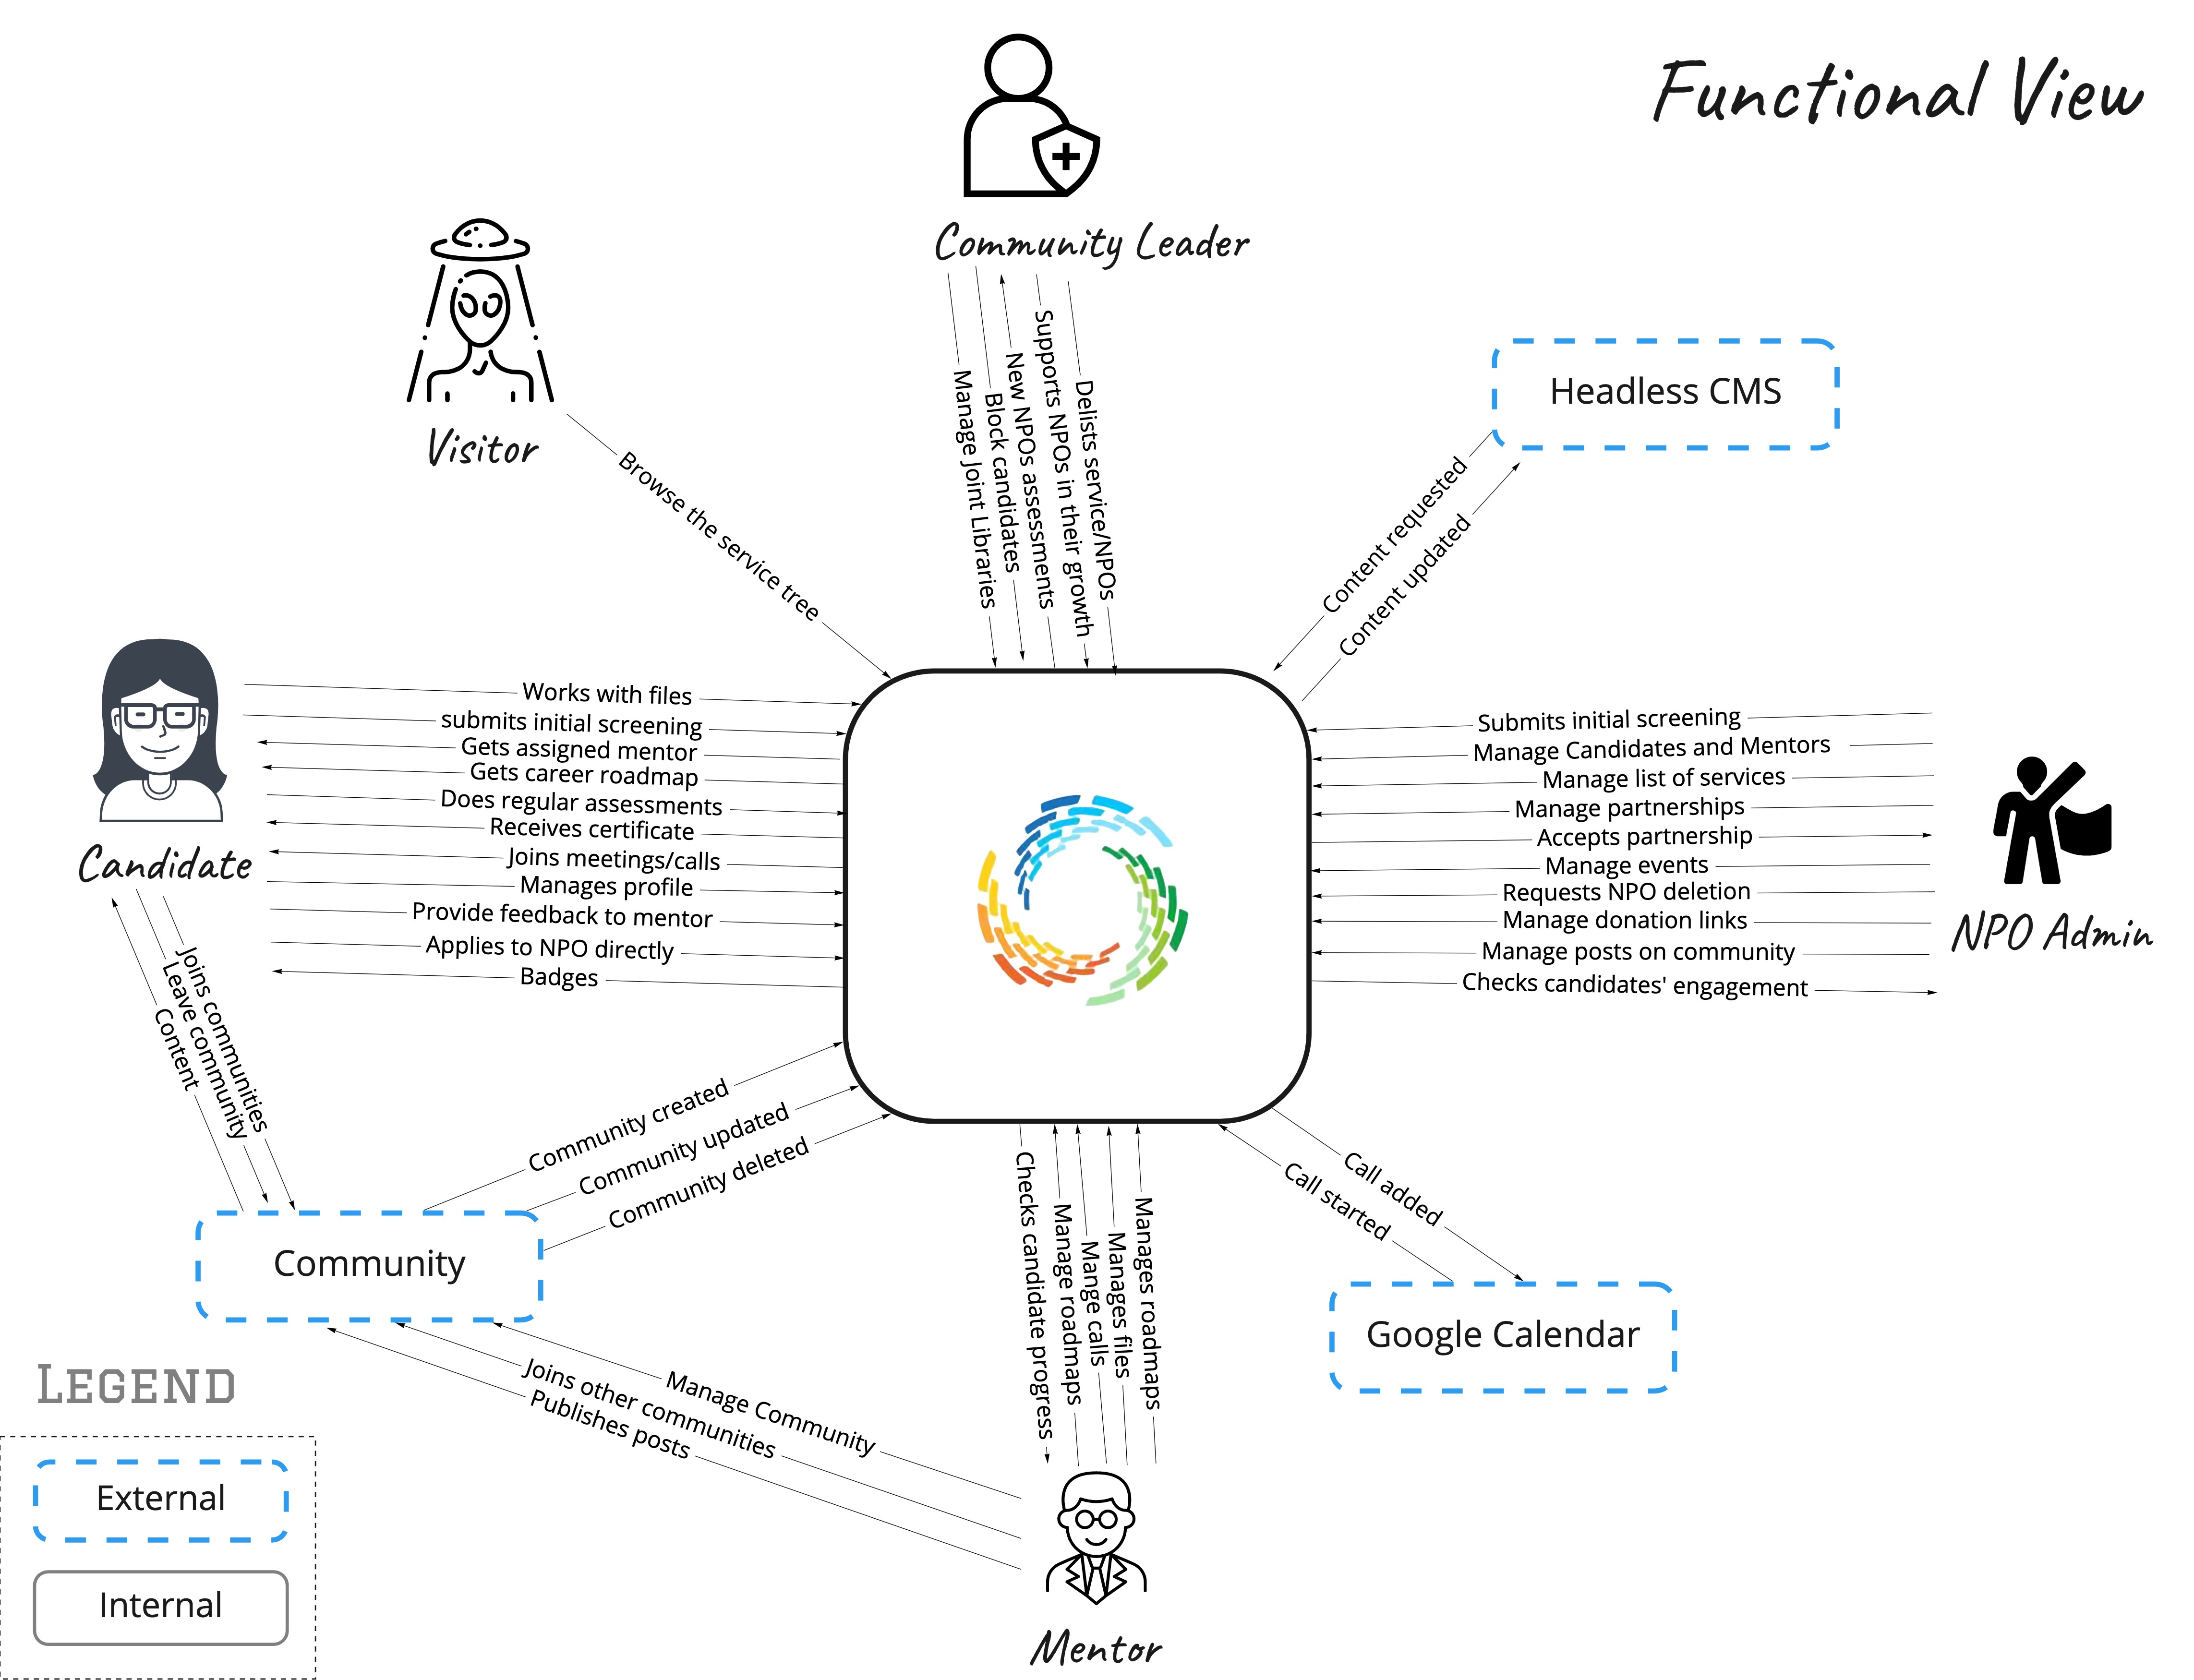 Functional View
Community Leader
Visitor
Headless CMS
Manage Joint Libraries
Block candidates
New NPOs assessments
Supports NPOs in their growth
Delists service/NPOs
Browse the service tree
Content requested
Content updated
Candidate
Works with files
submits initial screening
Gets assigned mentor
Gets career roadmap
Does regular assessments
Receives certificate
Joins meetings/calls
Manages profile
Provide feedback to mentor
Applies to NPO directly
Badges
Submits initial screening
Manage Candidates and Mentors
Manage list of services
Manage partnerships
Accepts partnership
Manage events
Requests NPO deletion
Manage donation links
Manage posts on community
Checks candidates' engagement
NPO Admin
Joins communities
Leave community
Content
Community created
Community updated
Community deleted
Community
Checks candidate progress
Manage roadmaps
Mange calls
Manages files
Manages roadmaps
Call added
Call started
Google Calendar
Manage Community
Joins other communities
Publishes posts
Mentor
LEGEND
External
Internal